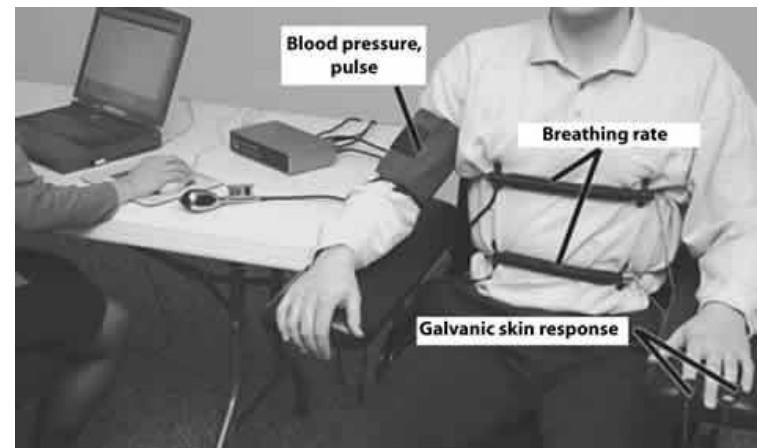 Blood pressure,
pulse
Breathing rate
Galvanic skin response